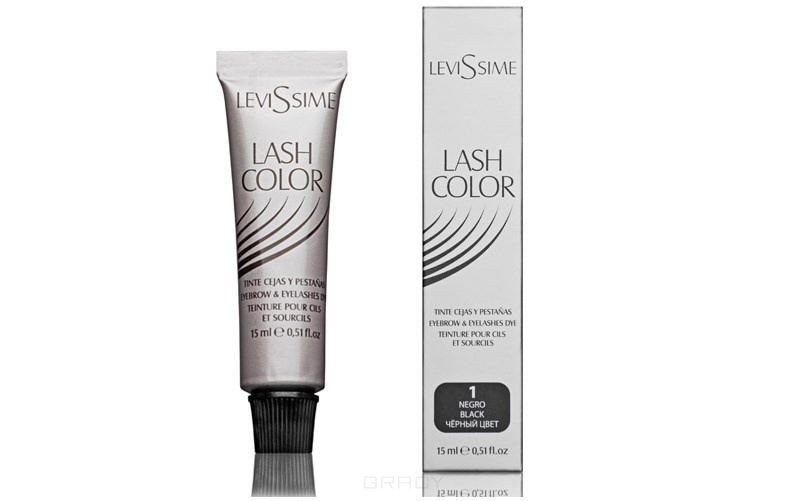 LEVISSIME
LASH
COLOR
TINTE CEJAS Y PESTAÑAS
EYEBROW & EYELASHES DYE
TEINTURE POUR CILS
ET SOURCILS
15 ml ℮ 0,51 fl.oz
LEVISSIME
LASH
COLOR
TINTE CEJAS Y PESTAÑAS
EYEBROW & EYELASHES DYE
TEINTURE POUR CILS
ET SOURCILS
1
NEGRO
BLACK
ЧЁРНЫЙ ЦВЕТ
15 ml ℮ 0,51 fl.oz
GRACY